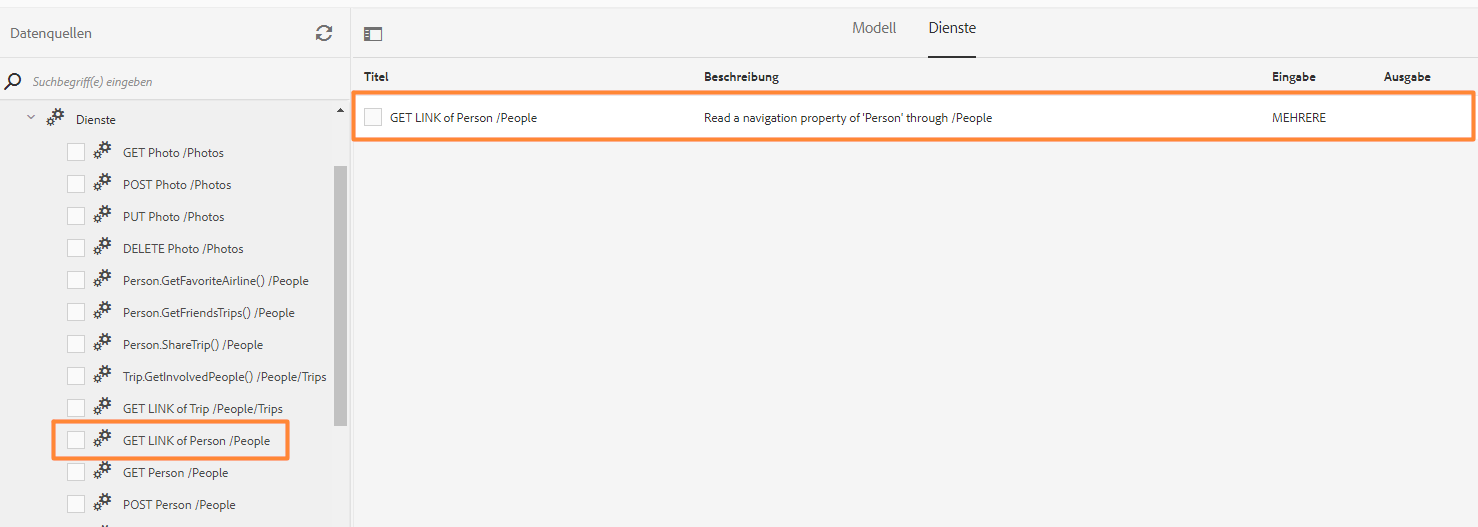 Datenquellen
Modell Dienste
Suchbegriff(e) eingeben
Titel Beschreibung Eingabe Ausgabe
GET LINK of Person /People Read a navigation property of 'Person' through /People MEHRERE
Dienste
GET Photo /Photos
POST Photo /Photos
PUT Photo /Photos
DELETE Photo /Photos
Person.GetFavoriteAirline() /People
Person.GetFriendsTrips() /People
Person.ShareTrip() /People
Trip.GetInvolvedPeople() /People/Trips
GET LINK of Trip /People/Trips
GET LINK of Person /People
GET Person /People
POST Person /People